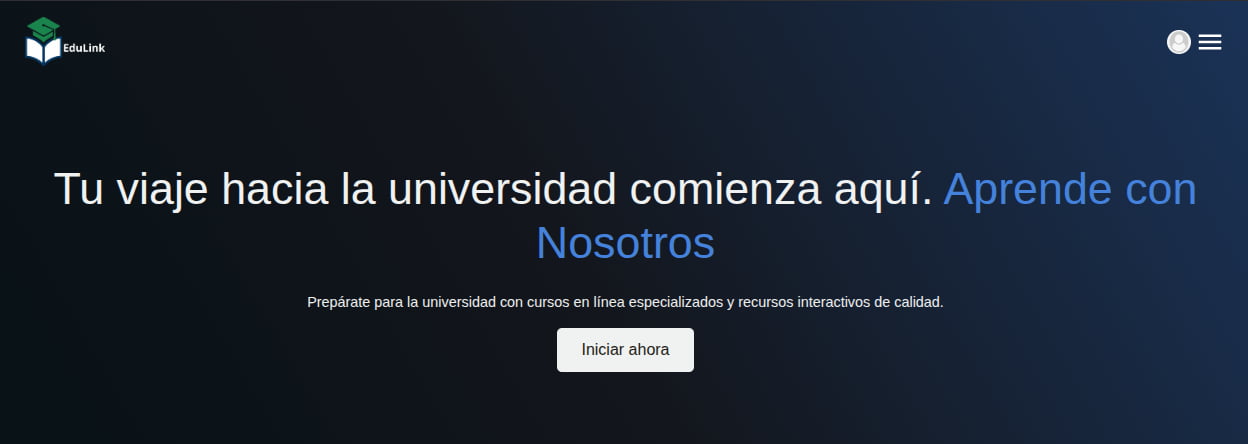 EduLink
Tu viaje hacia la universidad comienza aquí. Aprende con
Nosotros
Prepárate para la universidad con cursos en línea especializados y recursos interactivos de calidad.
Iniciar ahora